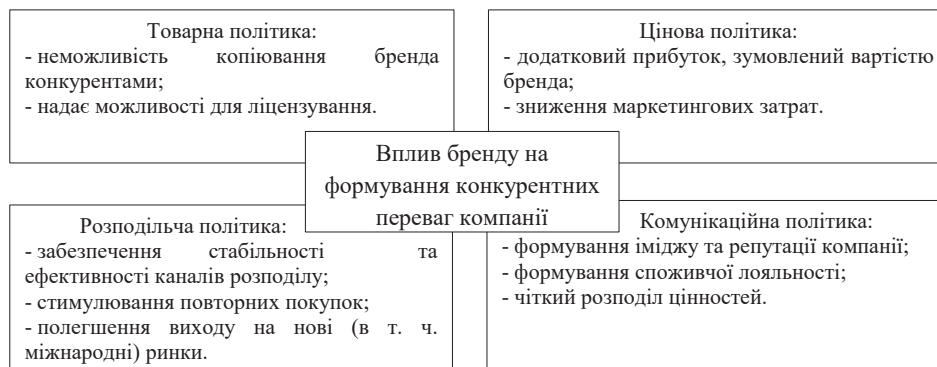 Товарна політика:
- неможливість копіювання бренда
конкурентами;
- надає можливості для ліцензування.
Цінова політика:
- додатковий прибуток, зумовлений вартістю
бренда;
- зниження маркетингових затрат.
Вплив бренду на
формування конкурентних
переваг компанії
Розподільча політика:
- забезпечення стабільності та
ефективності каналів розподілу;
- стимулювання повторних покупок;
- полегшення виходу на нові (в т. ч.
міжнародні) ринки.
Комунікаційна політика:
- формування іміджу та репутації компанії;
- формування споживчої лояльності;
- чіткий розподіл цінностей.